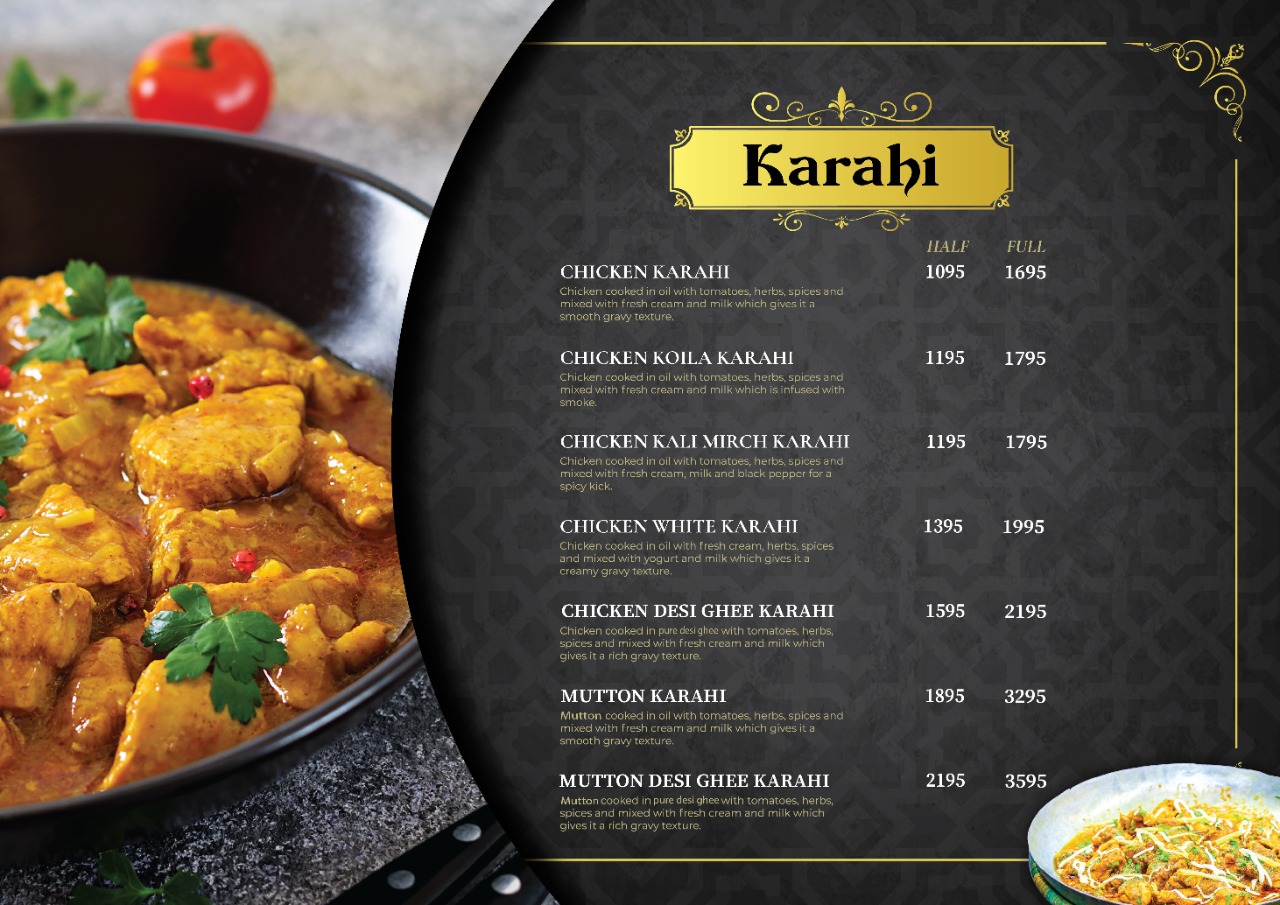 Karahi
HALF FULL
CHICKEN KARAHI 1095 1695
Chicken cooked in oil with tomatoes, herbs, spices and
mixed with fresh cream and milk which gives it a
smooth gravy texture.
CHICKEN KOILA KARAHI 1195 1795
Chicken cooked in oil with tomatoes, herbs, spices and
mixed with fresh cream and milk which is infused with
smoke.
CHICKEN KALI MIRCH KARAHI 1195 1795
Chicken cooked in oil with tomatoes, herbs, spices and
mixed with fresh cream, milk and black pepper for a
spicy kick.
CHICKEN WHITE KARAHI 1395 1995
Chicken cooked in oil with fresh cream, herbs, spices
and mixed with yogurt and milk which gives it a
creamy gravy texture.
CHICKEN DESI GHEE KARAHI 1595 2195
Chicken cooked in pure desi ghee with tomatoes, herbs,
spices and mixed with fresh cream and milk which
gives it a rich gravy texture.
MUTTON KARAHI 1895 3295
Mutton cooked in oil with tomatoes, herbs, spices and
mixed with fresh cream and milk which gives it a
smooth gravy texture.
MUTTON DESI GHEE KARAHI 2195 3595
Mutton cooked in pure desi ghee with tomatoes, herbs,
spices and mixed with fresh cream and milk which
gives it a rich gravy texture.